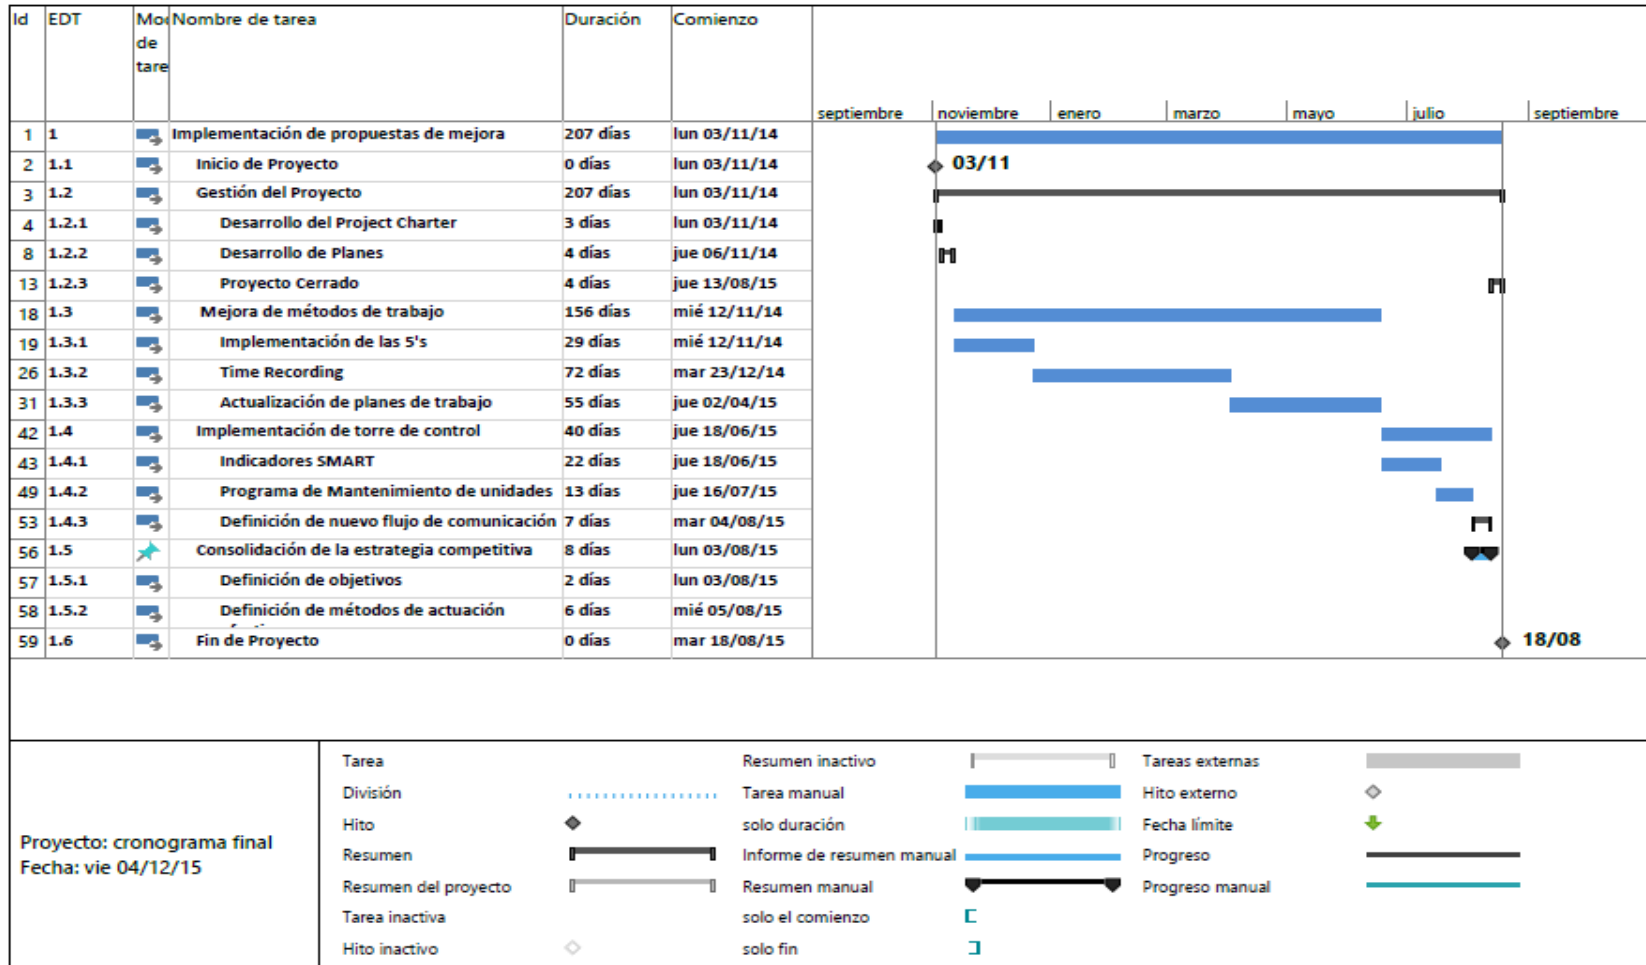 Id EDT Mod Nombre de tarea Duración Comienzo
de
tare
septiembre noviembre enero marzo mayo julio septiembre
1 1 Implementación de propuestas de mejora 207 días lun 03/11/14
2 1.1 Inicio de Proyecto 0 días lun 03/11/14 03/11
3 1.2 Gestión del Proyecto 207 días lun 03/11/14
4 1.2.1 Desarrollo del Project Charter 3 días lun 03/11/14
8 1.2.2 Desarrollo de Planes 4 días jue 06/11/14
13 1.2.3 Proyecto Cerrado 4 días jue 13/08/15
18 1.3 Mejora de métodos de trabajo 156 días mié 12/11/14
19 1.3.1 Implementación de las 5's 29 días mié 12/11/14
26 1.3.2 Time Recording 72 días mar 23/12/14
31 1.3.3 Actualización de planes de trabajo 55 días jue 02/04/15
42 1.4 Implementación de torre de control 40 días jue 18/06/15
43 1.4.1 Indicadores SMART 22 días jue 18/06/15
49 1.4.2 Programa de Mantenimiento de unidades 13 días jue 16/07/15
53 1.4.3 Definición de nuevo flujo de comunicación 7 días mar 04/08/15
56 1.5 Consolidación de la estrategia competitiva 8 días lun 03/08/15
57 1.5.1 Definición de objetivos 2 días lun 03/08/15
58 1.5.2 Definición de métodos de actuación 6 días mié 05/08/15
59 1.6 Fin de Proyecto 0 días mar 18/08/15 18/08
Proyecto: cronograma final
Fecha: vie 04/12/15
Tarea Resumen inactivo Tareas externas
División Tarea manual Hito externo
Hito solo duración Fecha límite
Resumen Informe de resumen manual Progreso
Resumen del proyecto Resumen manual Progreso manual
Tarea inactiva solo el comienzo
Hito inactivo solo fin